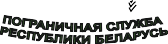 ПОГРАНИЧНАЯ СЛУЖБА
РЕСПУБЛИКИ БЕЛАРУСЬ